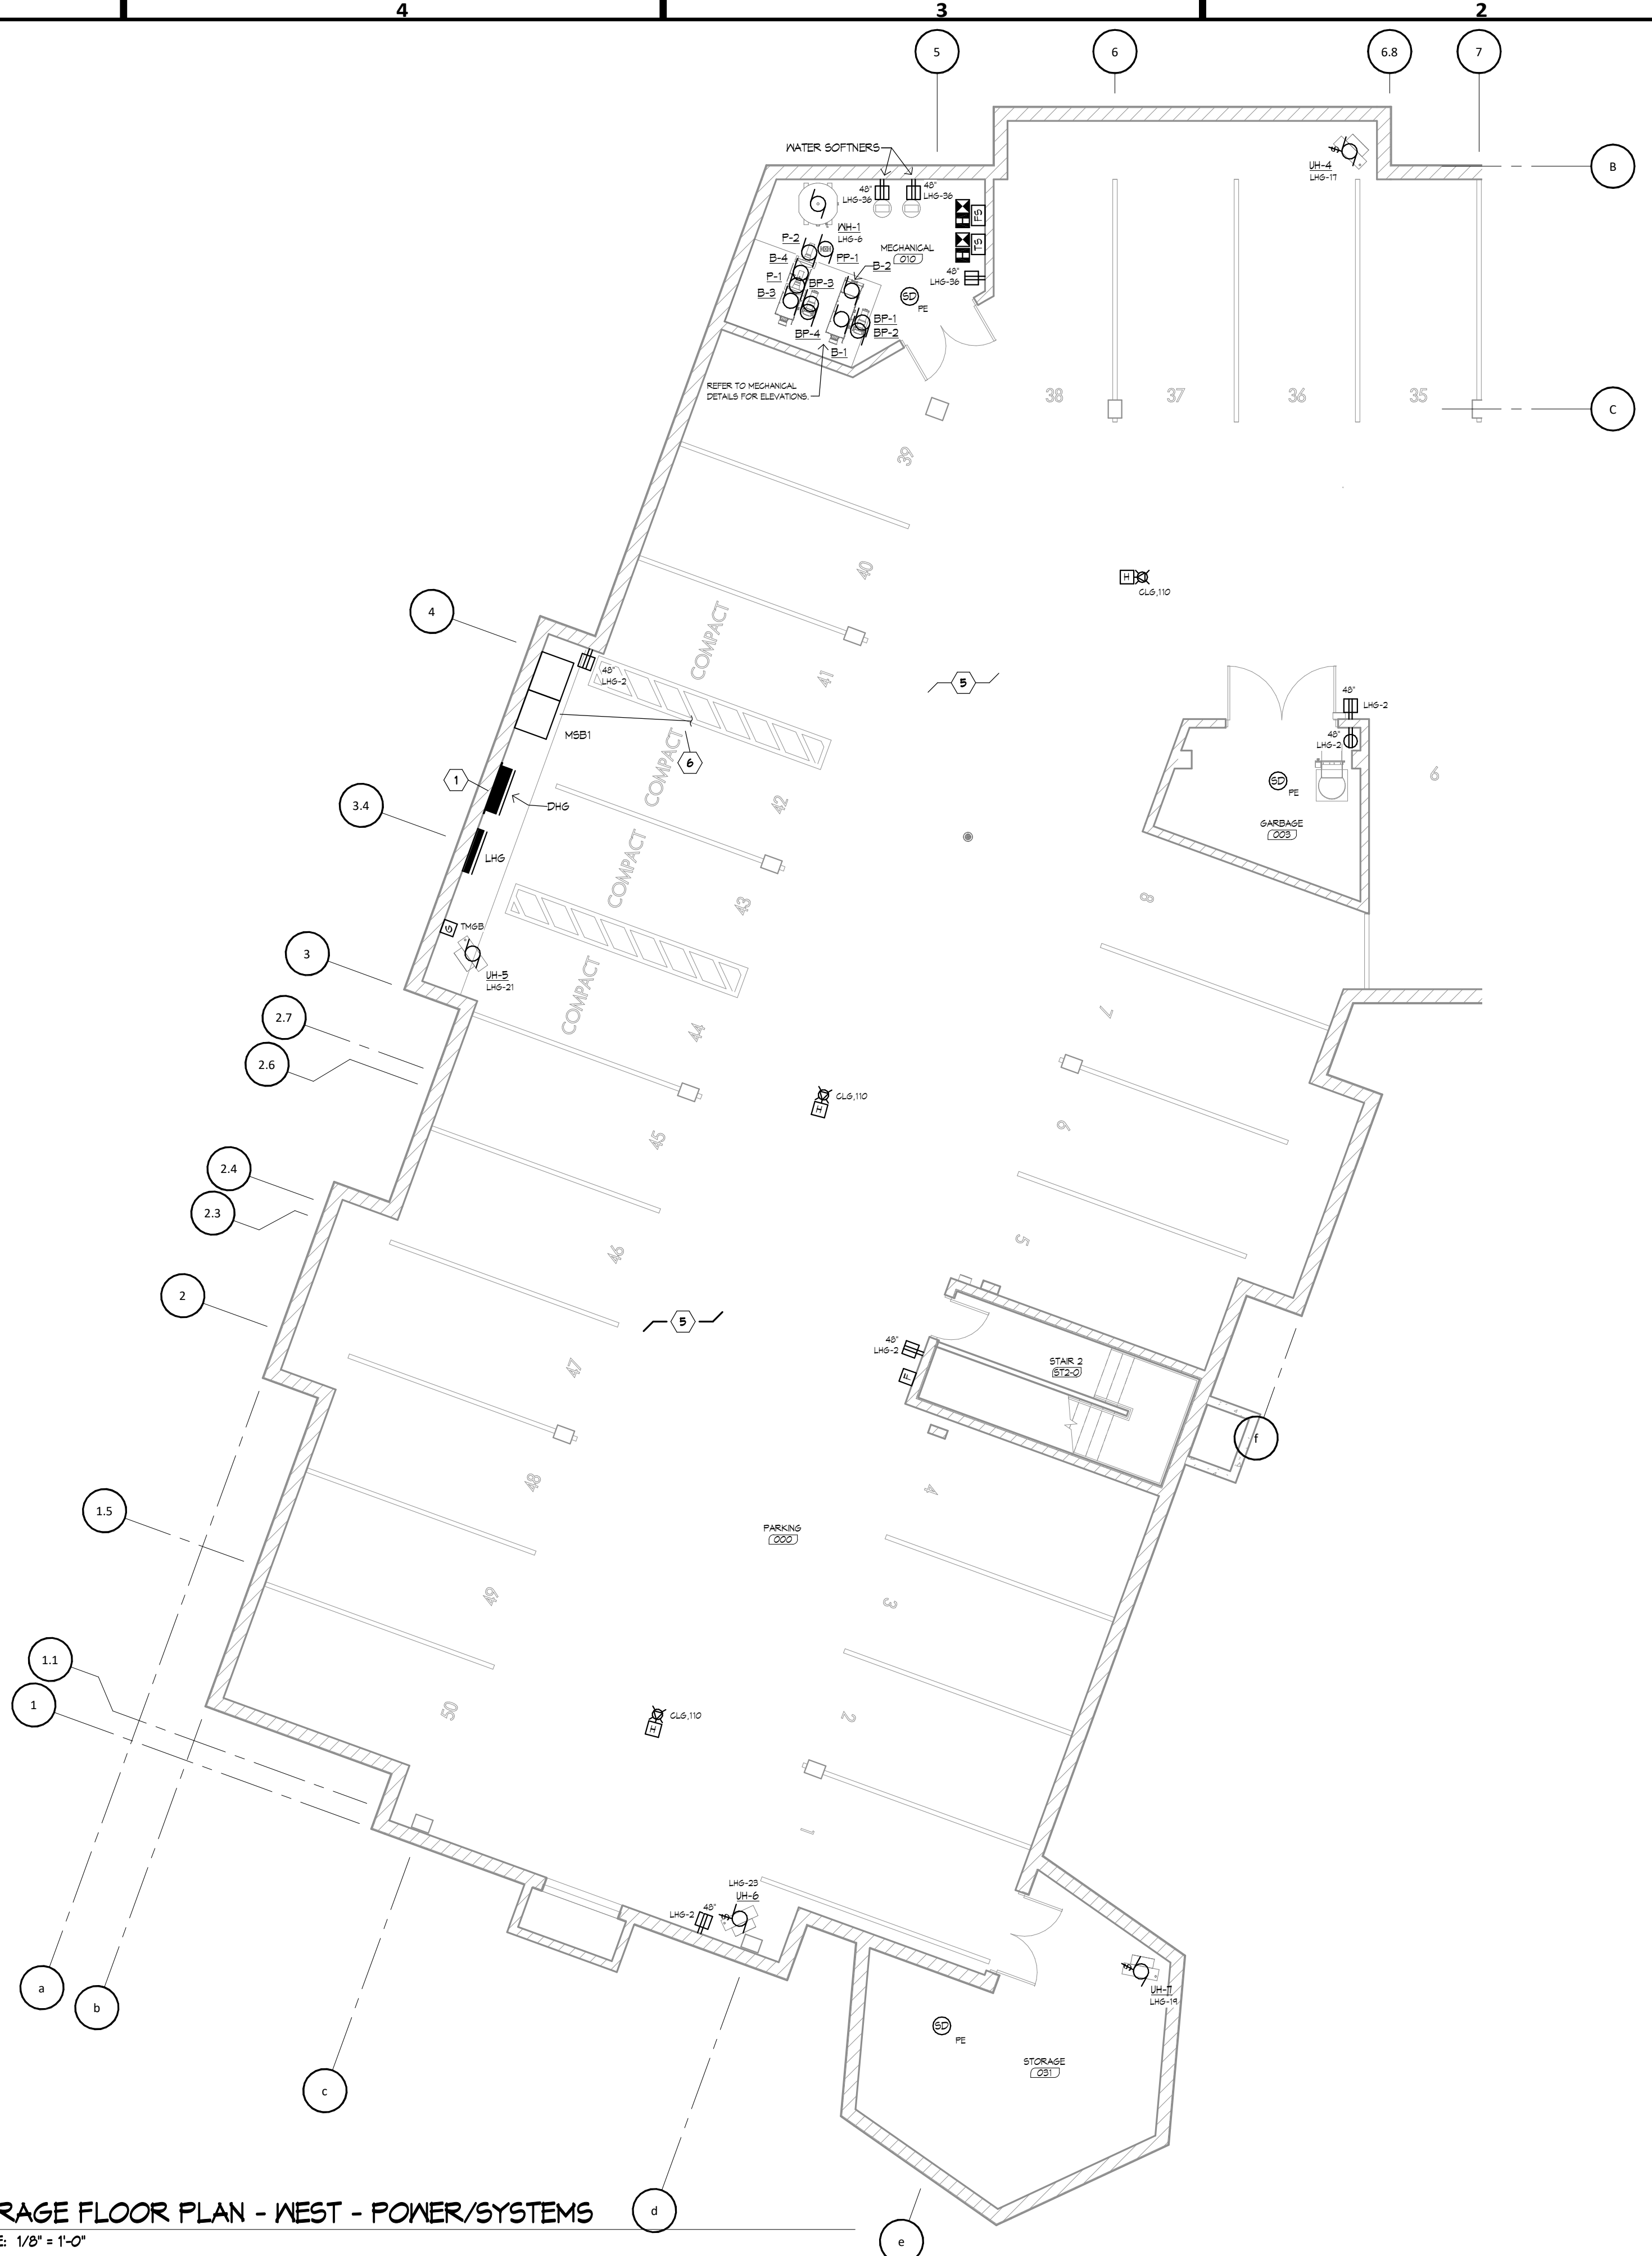 4
3
2
5
6
6.8
7
WATER SOFTNERS
UH-4
LHG-17
B
48"
LHG-36
48"
LHG-36
FS
TS
WH-1
LHG-6
P-2
PP-1
MECHANICAL
010
B-4
B-2
P-1
BP-3
48"
LHG-36
B-3
SD
PE
BP-4
BP-1
BP-2
B-1
REFER TO MECHANICAL
DETAILS FOR ELEVATIONS.
38
37
36
35
C
39
40
H
CLG,110
4
COMPACT
41
48"
LHG-2
5
48"
LHG-2
MSB1
48"
LHG-2
COMPACT
6
1
SD
PE
6
3.4
DHG
42
GARBAGE
003
LHG
COMPACT
43
8
G
TMGB
3
UH-5
LHG-21
COMPACT
44
7
2.7
2.6
H
CLG,110
45
6
2.4
2.3
46
5
2
5
48"
LHG-2
F
STAIR 2
ST2-0
47
f
48
4
1.5
PARKING
000
49
3
1.1
1
50
H
CLG,110
2
1
LHG-23
UH-6
48"
LHG-2
$
a
b
UH-7
LHG-19
SD
PE
STORAGE
031
c
d
e
RAGE FLOOR PLAN - WEST - POWER/SYSTEMS
E: 1/8" = 1'-0"